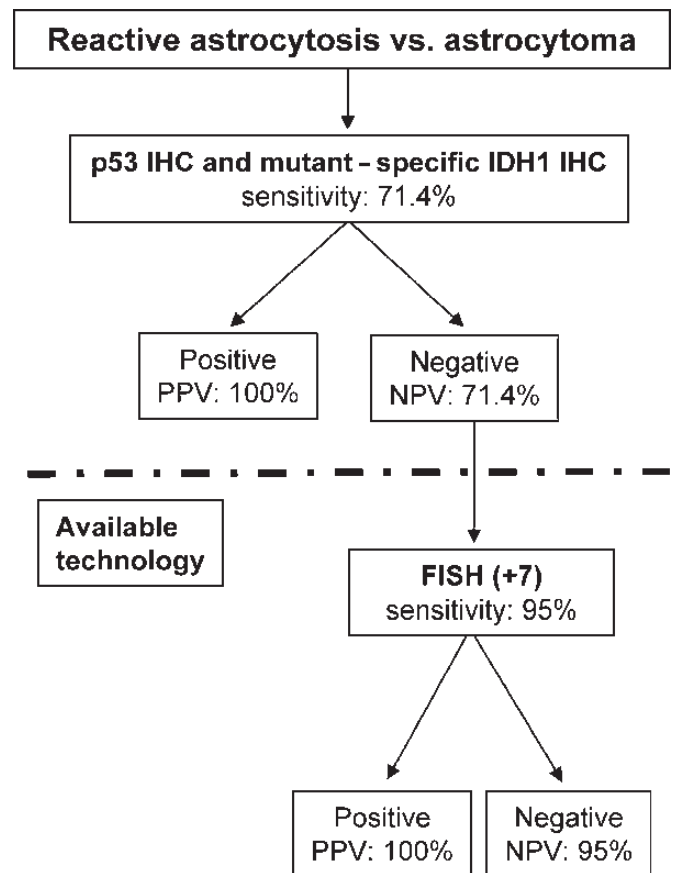 Reactive astrocytosis vs. astrocytoma
p53 IHC and mutant - specific IDH1 IHC
sensitivity: 71.4%
Positive
PPV: 100%
Negative
NPV: 71.4%
Available
technology
FISH (+7)
sensitivity: 95%
Positive
PPV: 100%
Negative
NPV: 95%